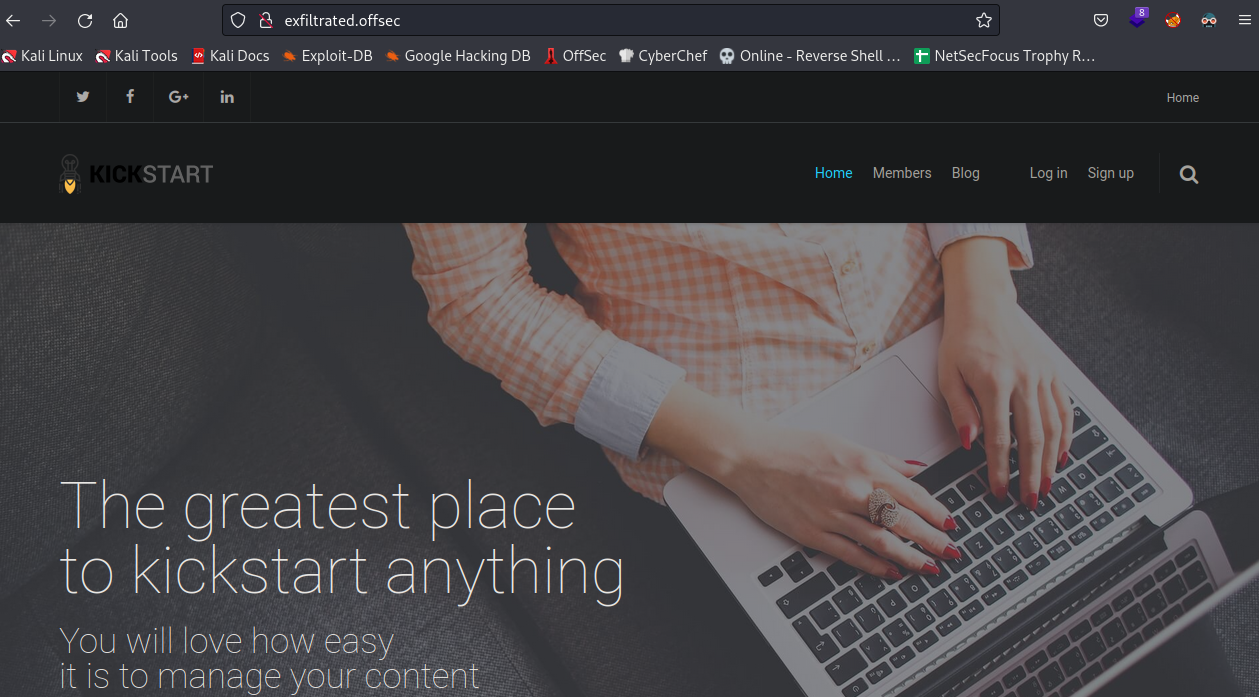 exfiltrated.offsec
8
Kali Linux Kali Tools Kali Docs Exploit-DB Google Hacking DB OffSec CyberChef Online - Reverse Shell … NetSecFocus Trophy R…
Home
KICKSTART
Home Members Blog Log in Sign up
The greatest place
to kickstart anything
You will love how easy
it is to manage your content